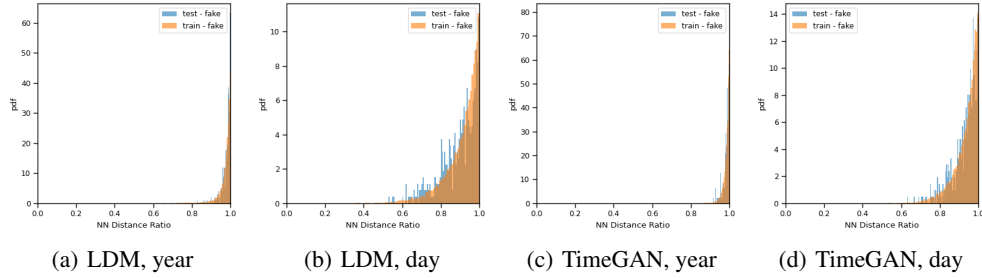 60
50
40
30
20
10
0
pdf
0.0 0.2 0.4 0.6 0.8 1.0
NN Distance Ratio
test - fake
train - fake
(a) LDM, year
10
8
6
4
2
0
pdf
0.0 0.2 0.4 0.6 0.8 1.0
NN Distance Ratio
test - fake
train - fake
(b) LDM, day
80
70
60
50
40
30
20
10
0
pdf
0.0 0.2 0.4 0.6 0.8 1.0
NN Distance Ratio
test - fake
train - fake
(c) TimeGAN, year
14
12
10
8
6
4
2
0
pdf
0.0 0.2 0.4 0.6 0.8 1.0
NN Distance Ratio
test - fake
train - fake
(d) TimeGAN, day